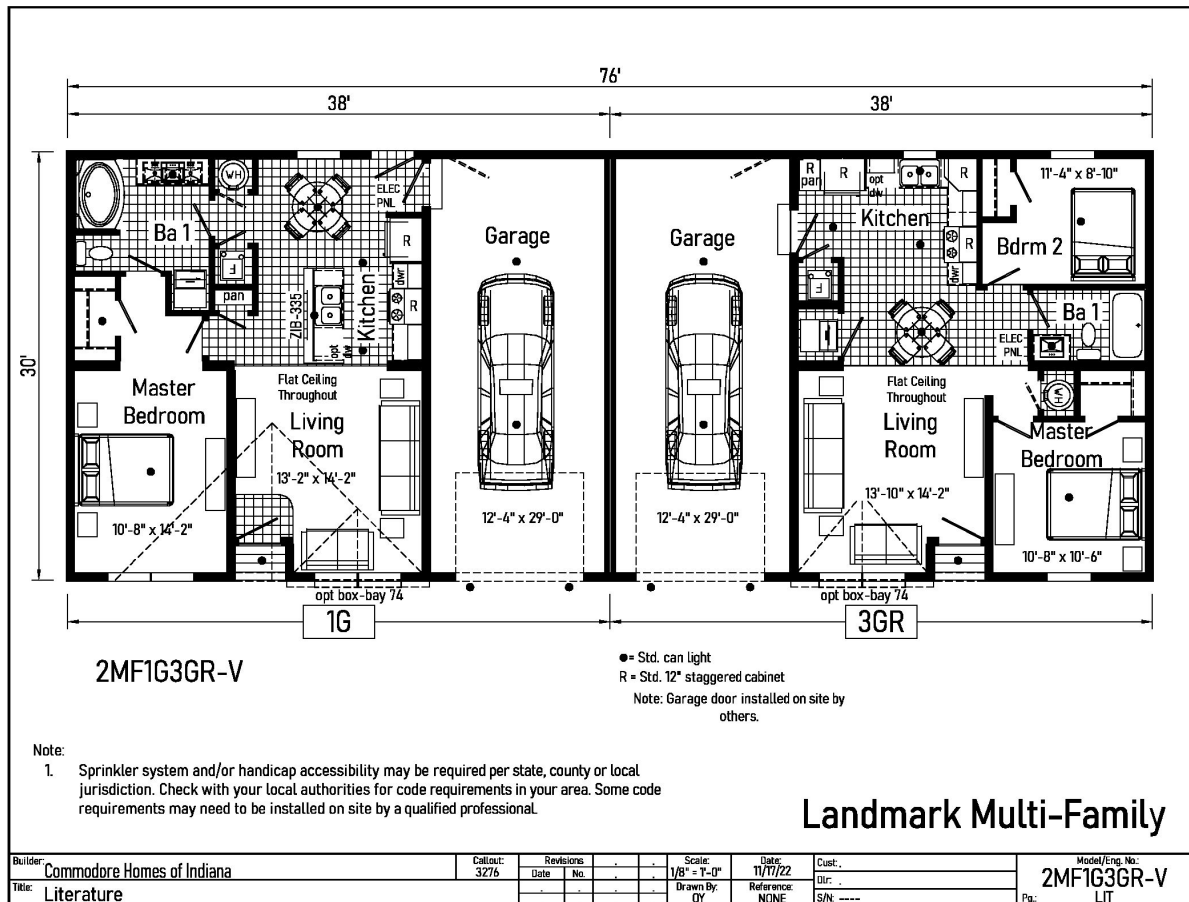 76'
38'
38'
30'
WH
ELEC
PNL
Ba 1
F
pan
R
dwr
R
ZIB-335
Kitchen
opt
dw
Garage
Master
Bedroom
10'-8" x 14'-2"
Flat Ceiling
Throughout
Living
Room
13'-2" x 14'-2"
12'-4" x 29'-0"
opt box-bay 74
Garage
12'-4" x 29'-0"
R
pan
R
opt
dw
R
Kitchen
R
dwr
F
11'-4" x 8'-10"
Bdrm 2
Ba 1
ELEC
PNL
WH
Flat Ceiling
Throughout
Living
Room
13'-10" x 14'-2"
Master
Bedroom
10'-8" x 10'-6"
opt box-bay 74
1G
3GR
2MF1G3GR-V
●= Std. can light
R = Std. 12" staggered cabinet
Note: Garage door installed on site by
others.
Note:
1. Sprinkler system and/or handicap accessibility may be required per state, county or local
jurisdiction. Check with your local authorities for code requirements in your area. Some code
requirements may need to be installed on site by a qualified professional.
Landmark Multi-Family
Builder: Commodore Homes of Indiana
Title: Literature
Callout:
3276
Revisions
Date No.
Scale:
1/8" = 1'-0"
Drawn By:
OY
Date:
11/17/22
Reference:
NONE
Cust: .
Dlr: .
S/N: ----
Model/Eng. No.:
2MF1G3GR-V
Pg.: LIT